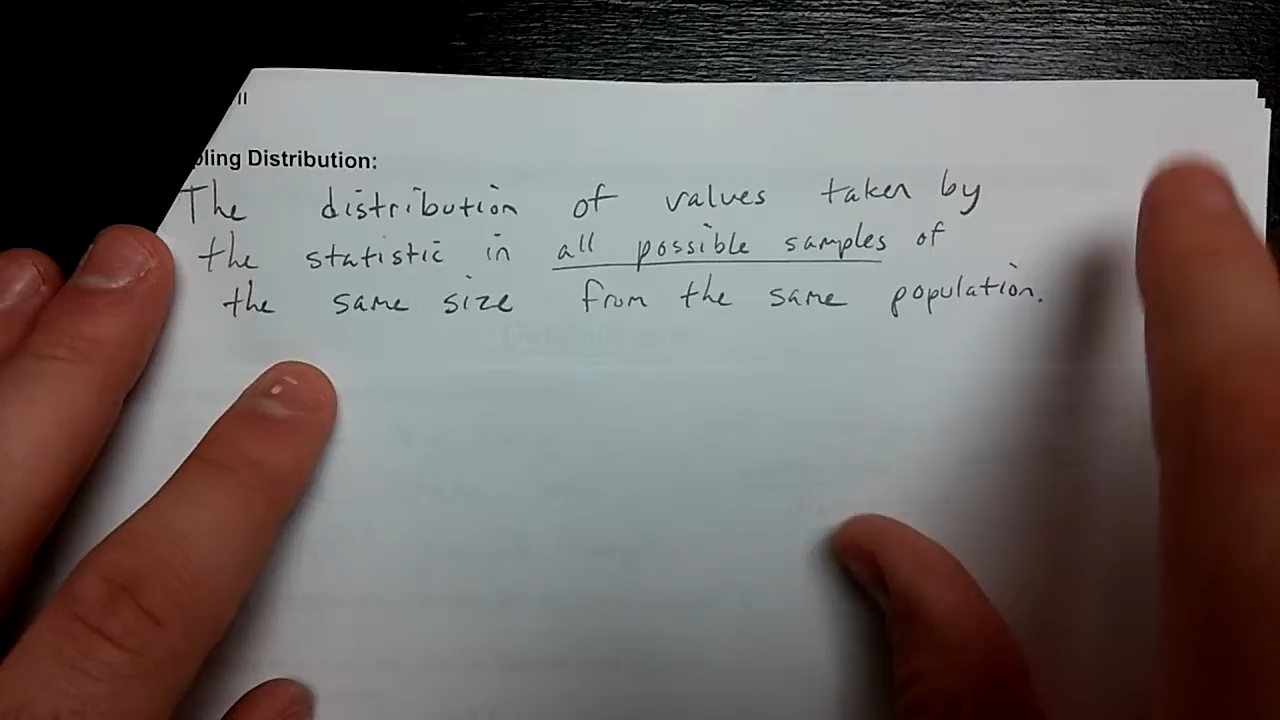 II
pling Distribution:
The distribution of values taken by
the statistic in all possible samples of
the same size from the same population.